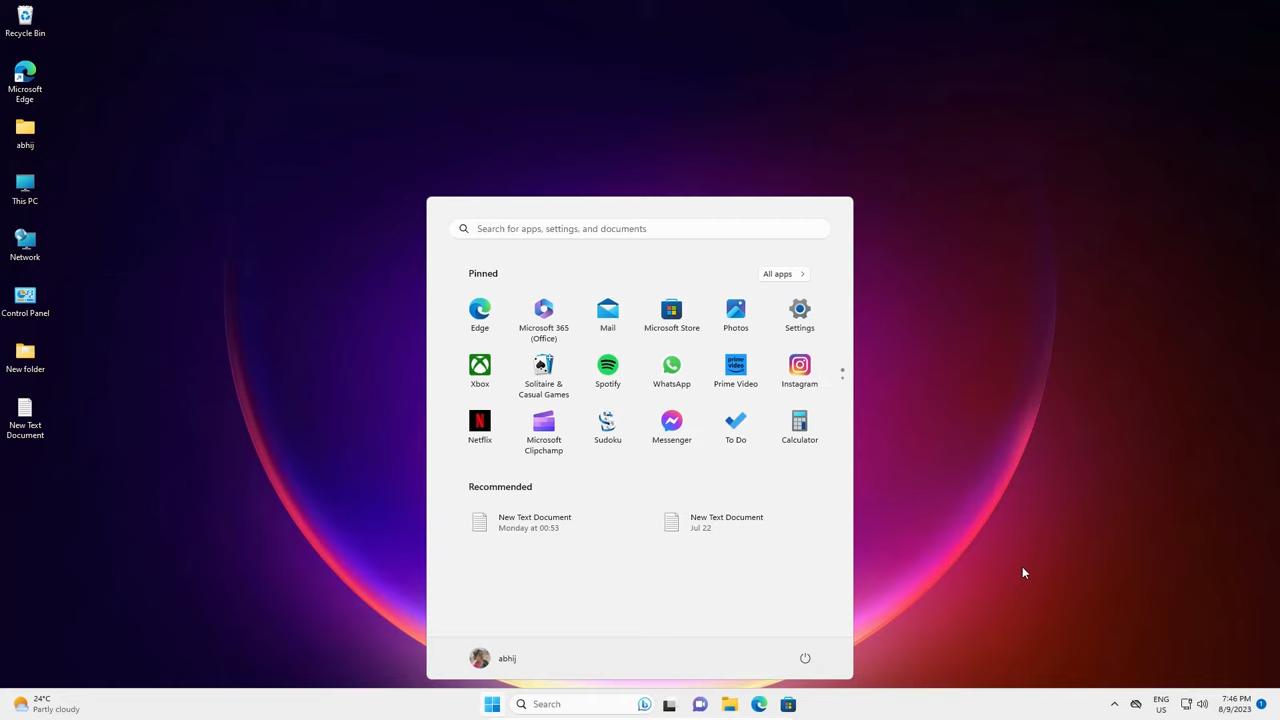 Recycle Bin
Microsoft
Edge
abhij
This PC
Network
Control Panel
New folder
New Text
Document
Search for apps, settings, and documents
Pinned
All apps
Edge
Microsoft 365
(Office)
Mail
Microsoft Store
Photos
Settings
Xbox
Solitaire &
Casual Games
Spotify
WhatsApp
prime
video
Prime Video
Instagram
N
Netflix
Microsoft
Clipchamp
Sudoku
Messenger
To Do
Calculator
Recommended
New Text Document
Monday at 00:53
New Text Document
Jul 22
abhij
24°C
Partly cloudy
Search
ENG
US
7:46 PM
8/9/2023
1